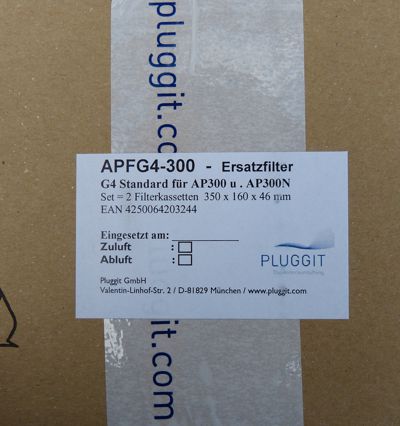 pluggit.co
APFG4-300 - Ersatzfilter
G4 Standard für AP300 u . AP300N
Set = 2 Filterkassetten 350 x 160 x 46 mm
EAN 4250064203244
Eingesetzt am:
Zuluft :
Abluft :
PLUGGIT
Pluggit GmbH
Valentin-Linhof-Str. 2 / D-81829 München / www.pluggit.com
.com